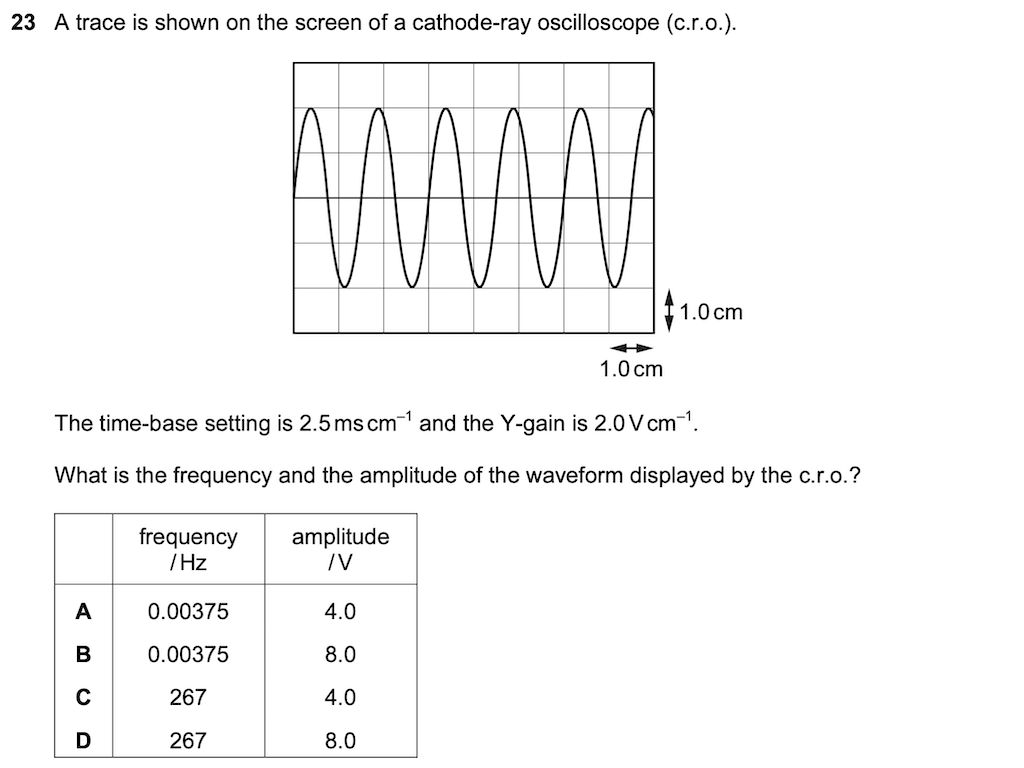 23 A trace is shown on the screen of a cathode-ray oscilloscope (c.r.o.).
1.0 cm
1.0 cm
The time-base setting is 2.5 ms cm⁻¹ and the Y-gain is 2.0 V cm⁻¹.
What is the frequency and the amplitude of the waveform displayed by the c.r.o.?
frequency / Hz amplitude / V
A 0.00375 4.0
B 0.00375 8.0
C 267 4.0
D 267 8.0